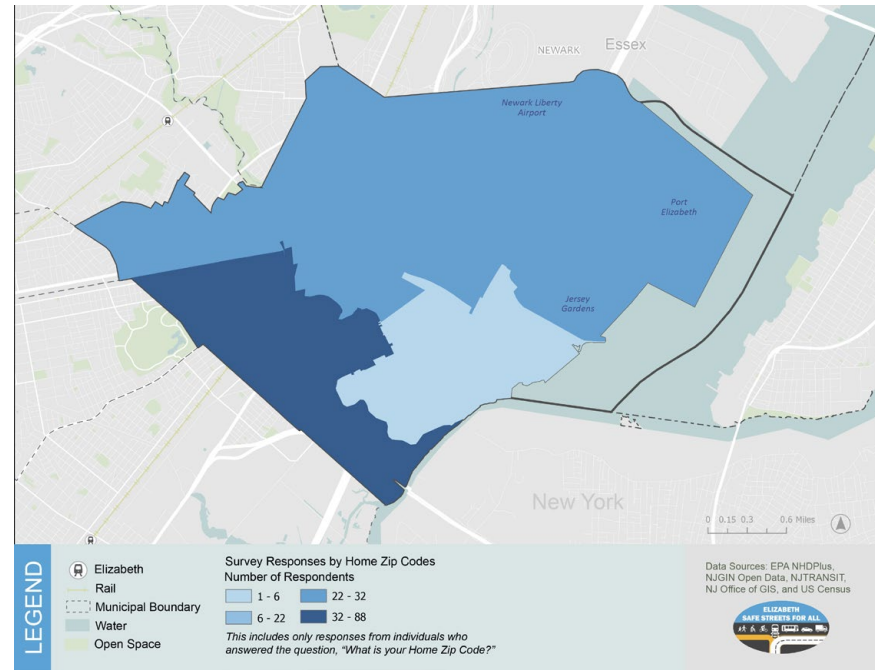 NEWARK
Essex
Newark Liberty
Airport
Port
Elizabeth
Jersey
Gardens
New York
0 0.15 0.3 0.6 Miles
LEGEND
Elizabeth
Rail
Municipal Boundary
Water
Open Space
Survey Responses by Home Zip Codes
Number of Respondents
1 - 6
22 - 32
6 - 22
32 - 88
This includes only responses from individuals who
answered the question, “What is your Home Zip Code?”
Data Sources: EPA NHDPlus,
NJGIN Open Data, NJTRANSIT,
NJ Office of GIS, and US Census
ELIZABETH
SAFE STREETS FOR ALL